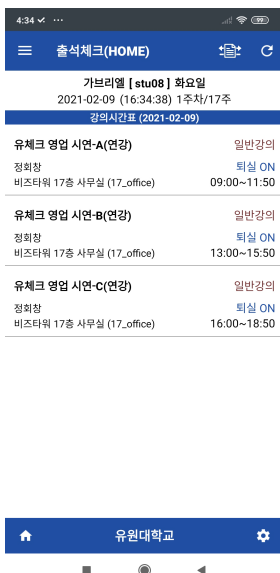 4:34 ✔ ···
99
출석체크(HOME)
가브리엘 [ stu08 ] 화요일
2021-02-09 (16:34:38) 1주차/17주
강의시간표 (2021-02-09)
유체크 영업 시연-A(연강) 일반강의
정회창 퇴실 ON
비즈타워 17층 사무실 (17_office) 09:00~11:50
유체크 영업 시연-B(연강) 일반강의
정회창 퇴실 ON
비즈타워 17층 사무실 (17_office) 13:00~15:50
유체크 영업 시연-C(연강) 일반강의
정회창 퇴실 ON
비즈타워 17층 사무실 (17_office) 16:00~18:50
유원대학교